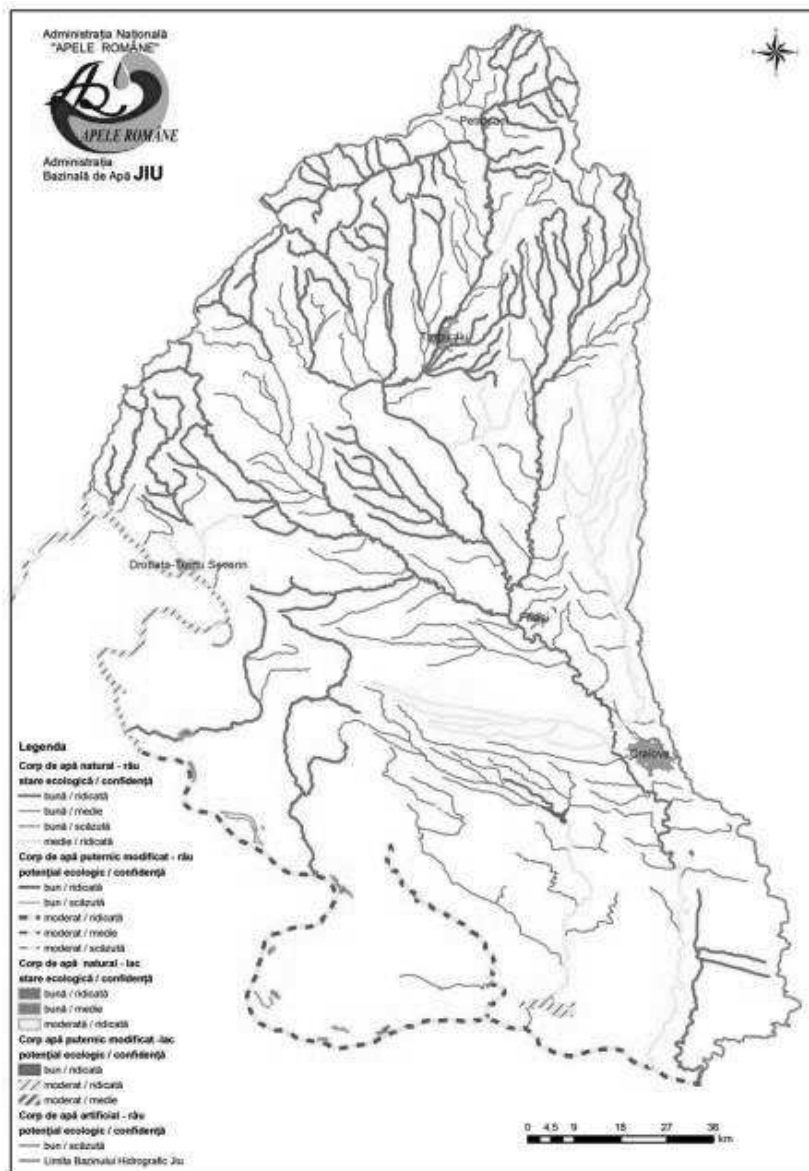 Administrația Națională
"APELE ROMÂNE"
APELE ROMÂNE
Administrația
Bazinală de Apă JIU
Petroșani
Drobeta-Turnu Severin
Filiași
Craiova
Legenda
Corp de apă natural - râu
stare ecologică / confidență
bună / ridicată
bună / medie
bună / scăzută
medie / ridicată
Corp de apă puternic modificat - râu
potențial ecologic / confidență
bun / ridicată
bun / scăzută
moderat / ridicată
moderat / medie
moderat / scăzută
Corp de apă natural - lac
stare ecologică / confidență
bună / ridicată
bună / medie
moderată / ridicată
Corp apă puternic modificat -lac
potențial ecologic / confidență
bun / ridicată
moderat / ridicată
moderat / medie
Corp de apă artificial - râu
potențial ecologic / confidență
bun / scăzută
Limita Bazinului Hidrografic Jiu
0 4,5 9 18 27 36
km